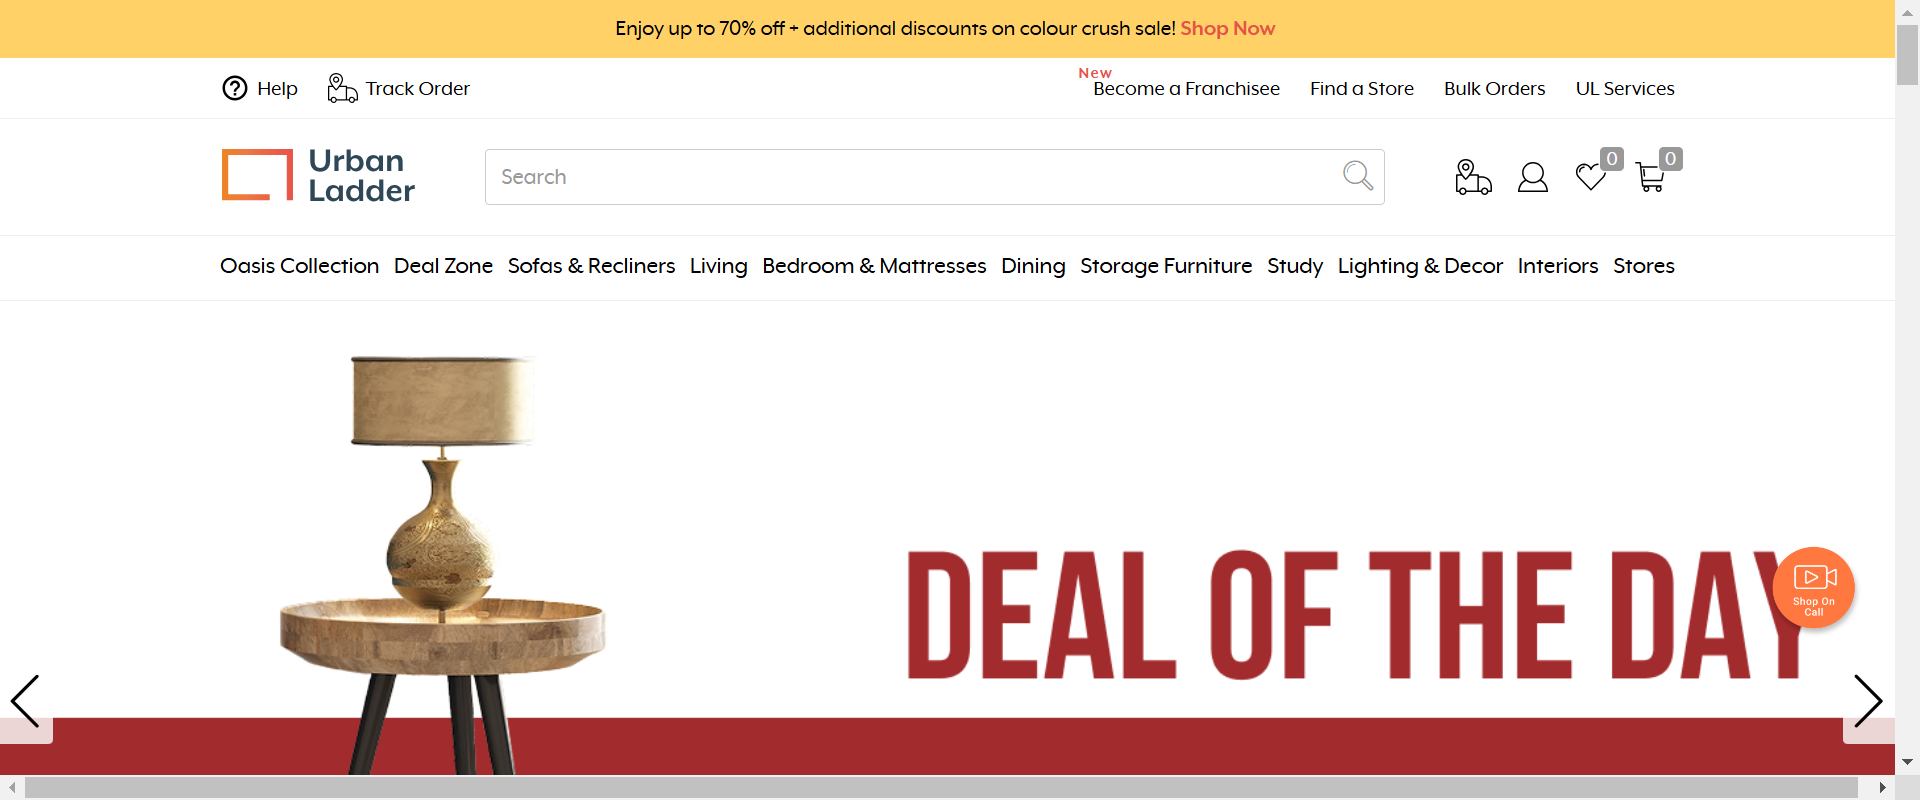 Enjoy up to 70% off + additional discounts on colour crush sale! Shop Now
Help Track Order
New
Become a Franchisee Find a Store Bulk Orders UL Services
Urban
Ladder
Search
0 0
Oasis Collection Deal Zone Sofas & Recliners Living Bedroom & Mattresses Dining Storage Furniture Study Lighting & Decor Interiors Stores
DEAL OF THE DAY
Shop On
Call